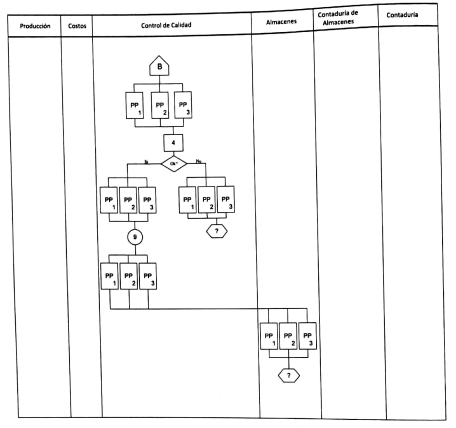 Producción Costos Control de Calidad Almacenes Contaduría de Almacenes Contaduría
B
PP 1 PP 2 PP 3
4
Si Ok? No
PP 1 PP 2 PP 3 PP 1 PP 2 PP 3
9 ?
PP 1 PP 2 PP 3
PP 1 PP 2 PP 3
?